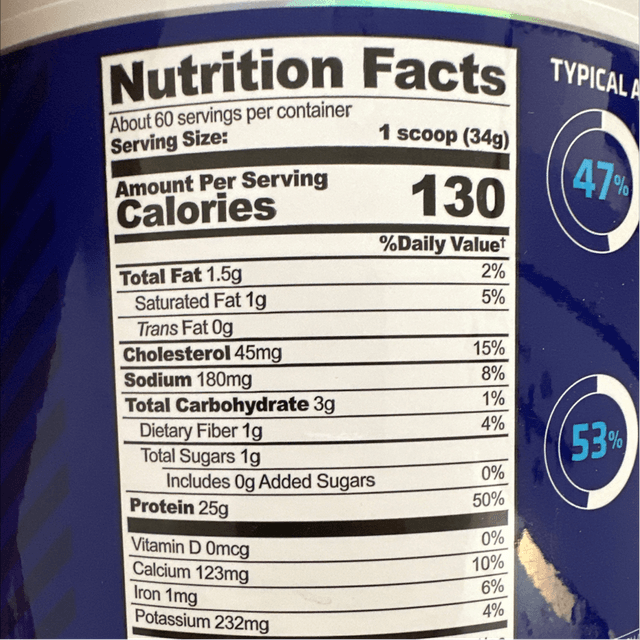 Nutrition Facts
About 60 servings per container
Serving Size: 1 scoop (34g)
Amount Per Serving
Calories 130
%Daily Value†
Total Fat 1.5g 2%
Saturated Fat 1g 5%
Trans Fat 0g
Cholesterol 45mg 15%
Sodium 180mg 8%
Total Carbohydrate 3g 1%
Dietary Fiber 1g 4%
Total Sugars 1g
Includes 0g Added Sugars 0%
Protein 25g 50%
Vitamin D 0mcg 0%
Calcium 123mg 10%
Iron 1mg 6%
Potassium 232mg 4%
TYPICAL A
47%
53%